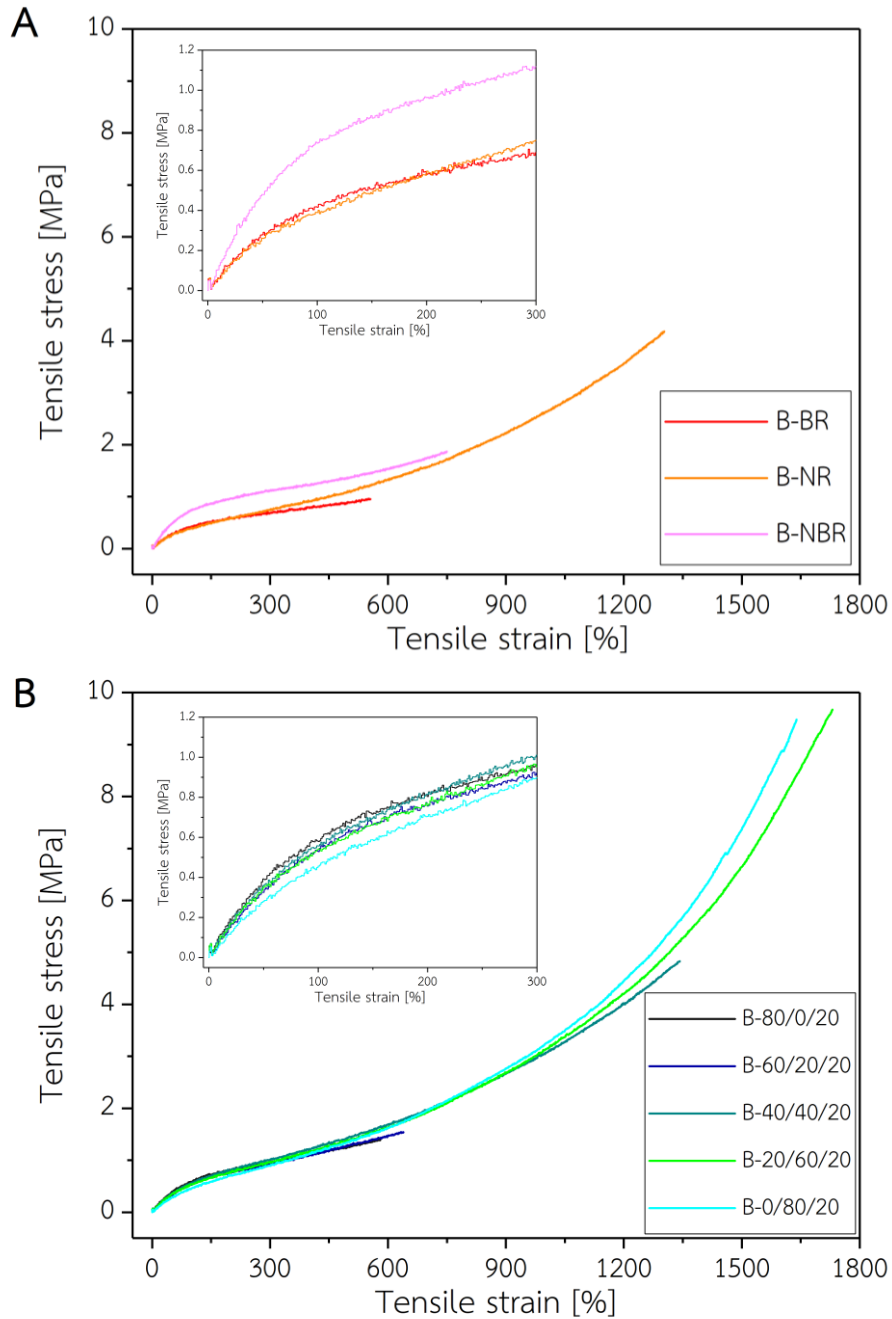 A
10
8
6
4
2
0
Tensile stress [MPa]
0
300
600
900
1200
1500
1800
Tensile strain [%]
1.2
1.0
0.8
0.6
0.4
0.2
0.0
Tensile stress [MPa]
0
100
200
300
Tensile strain [%]
B-BR
B-NR
B-NBR
B
10
8
6
4
2
0
Tensile stress [MPa]
0
300
600
900
1200
1500
1800
Tensile strain [%]
1.2
1.0
0.8
0.6
0.4
0.2
0.0
Tensile stress [MPa]
0
100
200
300
Tensile strain [%]
B-80/0/20
B-60/20/20
B-40/40/20
B-20/60/20
B-0/80/20